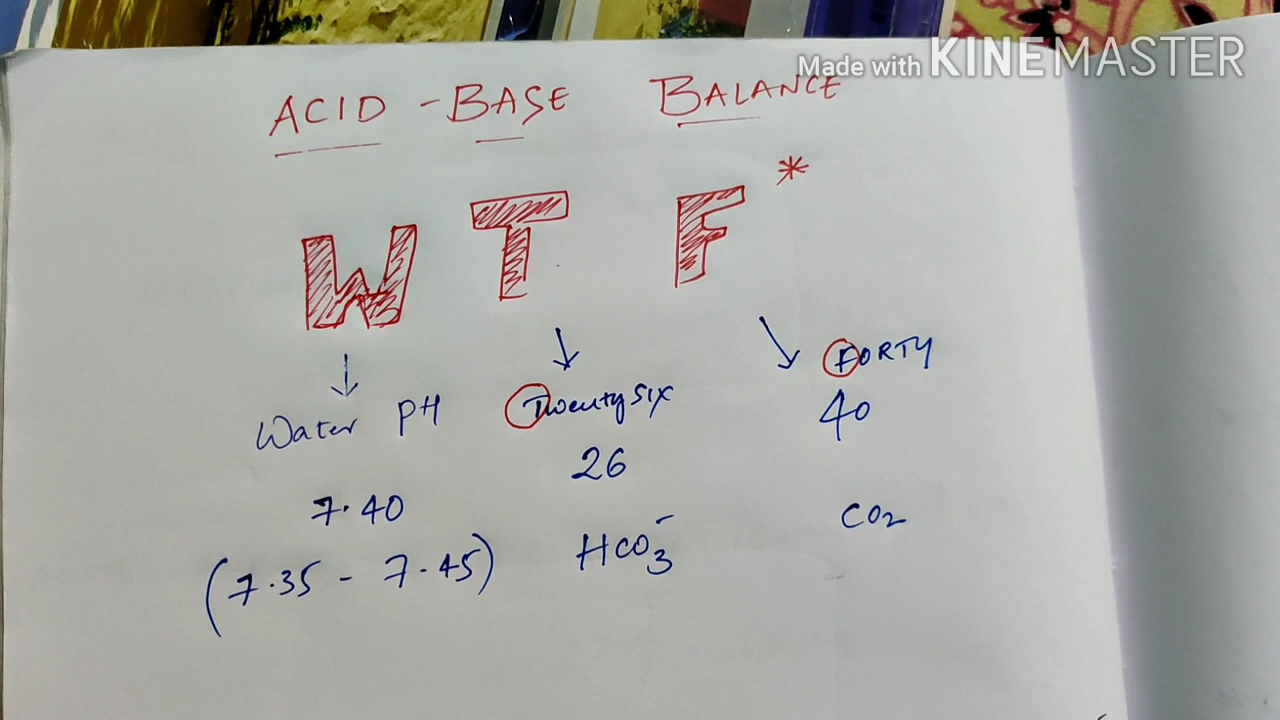 Made with KINEMASTER
ACID - BASE BALANCE
W T F *
FORTY
Water pH Twenty six 40
26
7.40 CO2
(7.35 - 7.45) HCO3-